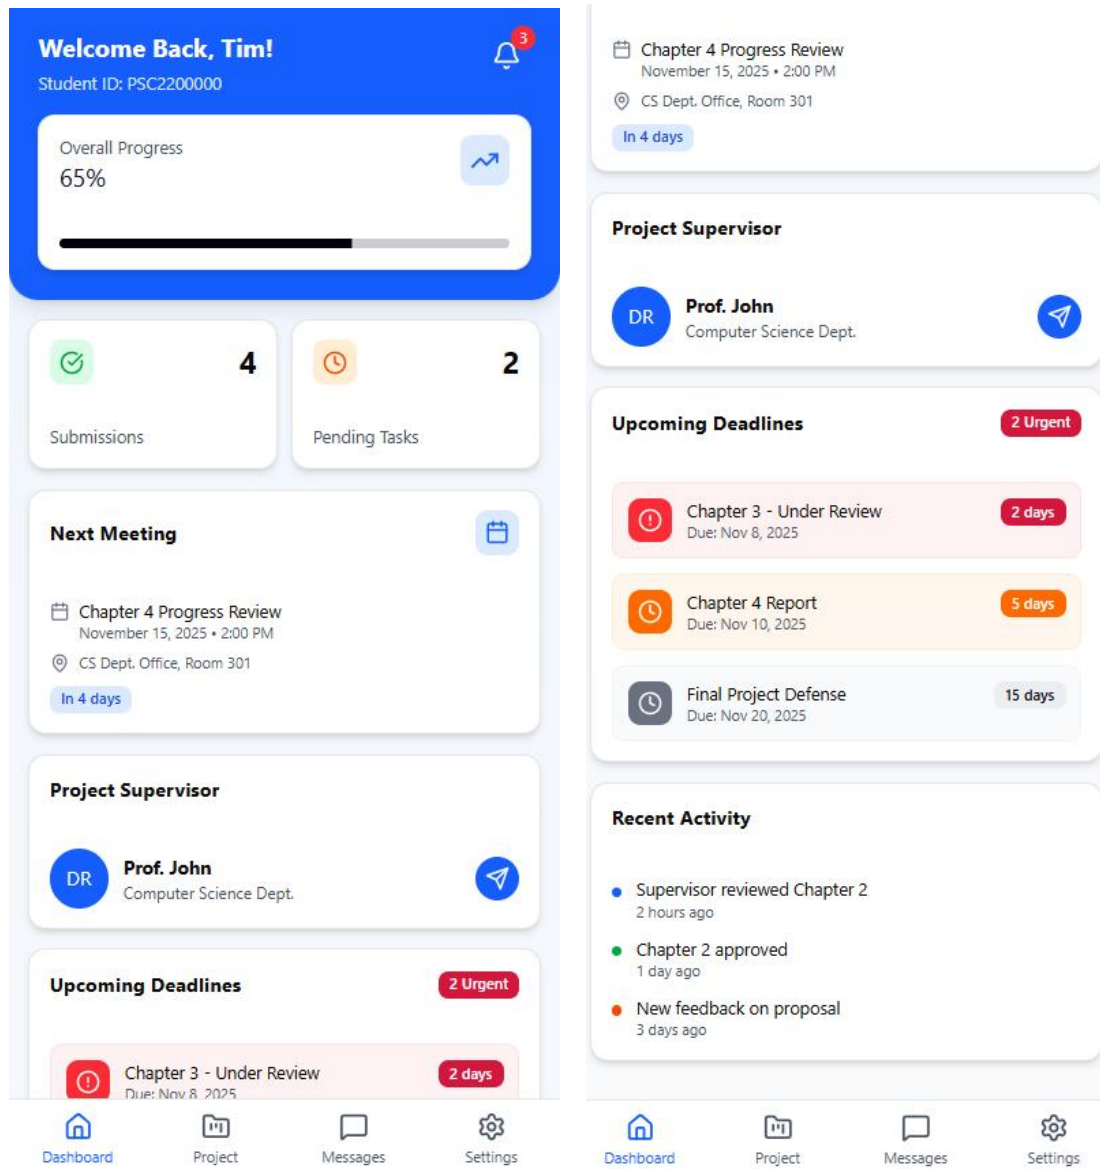 Welcome Back, Tim!
3
Student ID: PSC2200000
Overall Progress
65%
4
Submissions
2
Pending Tasks
Next Meeting
Chapter 4 Progress Review
November 15, 2025 • 2:00 PM
CS Dept. Office, Room 301
In 4 days
Project Supervisor
DR
Prof. John
Computer Science Dept.
Upcoming Deadlines
2 Urgent
Chapter 3 - Under Review
2 days
Due: Nov 8, 2025
Dashboard
Project
Messages
Settings
Chapter 4 Progress Review
November 15, 2025 • 2:00 PM
CS Dept. Office, Room 301
In 4 days
Project Supervisor
DR
Prof. John
Computer Science Dept.
Upcoming Deadlines
2 Urgent
Chapter 3 - Under Review
Due: Nov 8, 2025
2 days
Chapter 4 Report
Due: Nov 10, 2025
5 days
Final Project Defense
Due: Nov 20, 2025
15 days
Recent Activity
Supervisor reviewed Chapter 2
2 hours ago
Chapter 2 approved
1 day ago
New feedback on proposal
3 days ago
Dashboard
Project
Messages
Settings